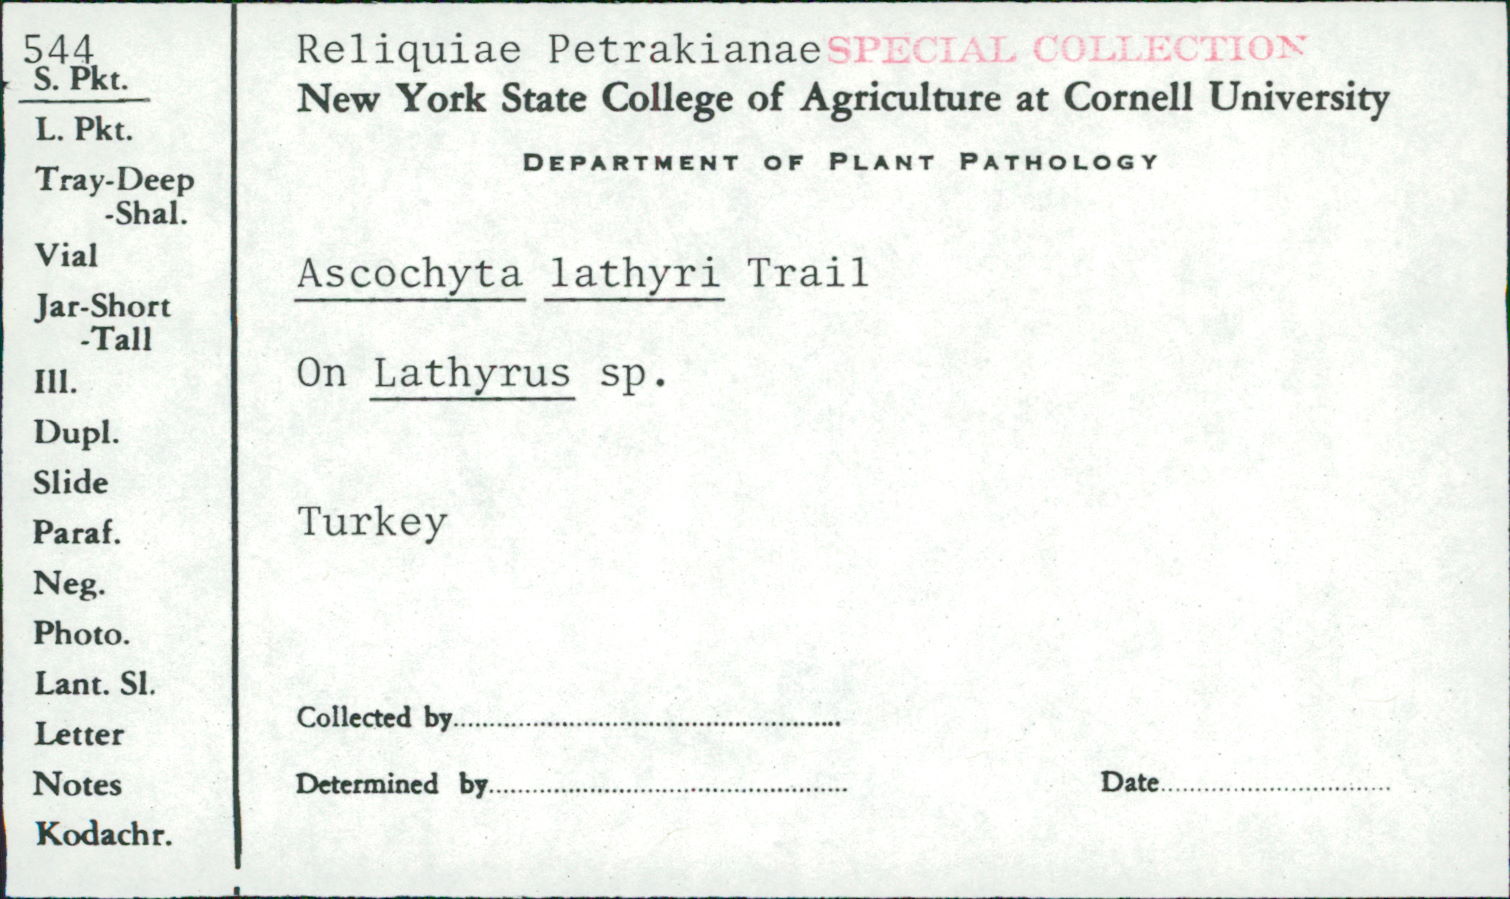 544
S. Pkt.
L. Pkt.
Tray-Deep
-Shal.
Vial
Jar-Short
-Tall
Ill.
Dupl.
Slide
Paraf.
Neg.
Photo.
Lant. Sl.
Letter
Notes
Kodachr.
Reliquiae Petrakianae SPECIAL COLLECTION
New York State College of Agriculture at Cornell University
DEPARTMENT OF PLANT PATHOLOGY
Ascochyta lathyri Trail
On Lathyrus sp.
Turkey
Collected by
Determined by Date